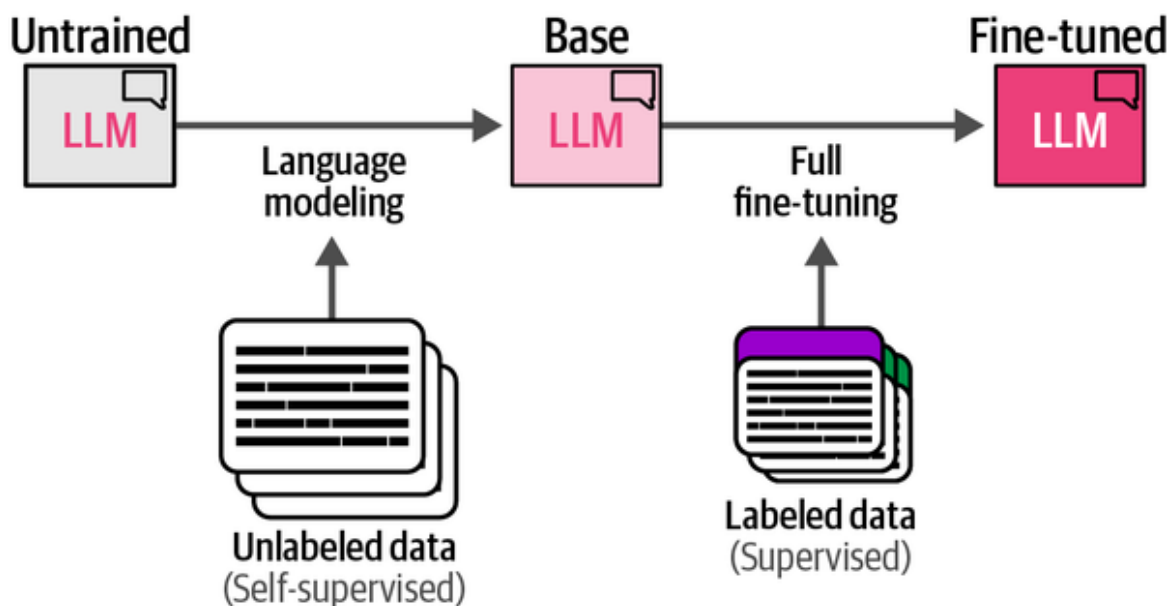 Untrained
Base
Fine-tuned
LLM
LLM
LLM
Language
modeling
Full
fine-tuning
Unlabeled data
(Self-supervised)
Labeled data
(Supervised)